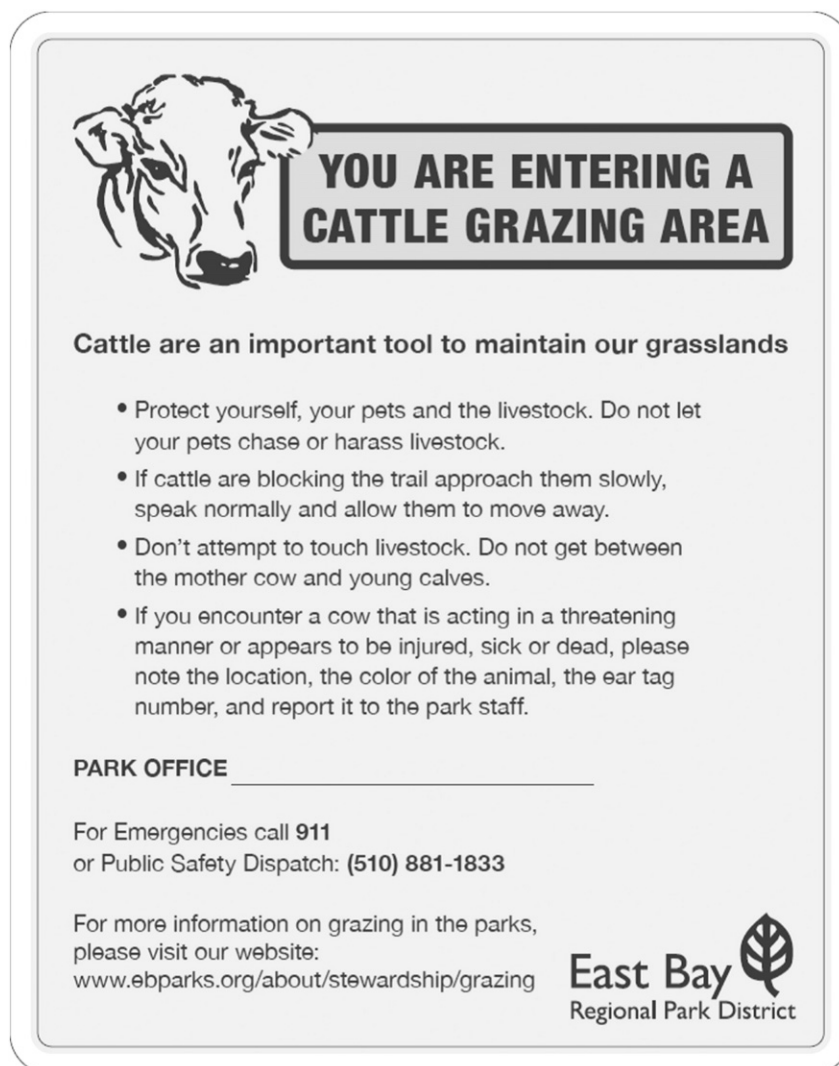 YOU ARE ENTERING A
CATTLE GRAZING AREA
Cattle are an important tool to maintain our grasslands
• Protect yourself, your pets and the livestock. Do not let
your pets chase or harass livestock.
• If cattle are blocking the trail approach them slowly,
speak normally and allow them to move away.
• Don't attempt to touch livestock. Do not get between
the mother cow and young calves.
• If you encounter a cow that is acting in a threatening
manner or appears to be injured, sick or dead, please
note the location, the color of the animal, the ear tag
number, and report it to the park staff.
PARK OFFICE
For Emergencies call 911
or Public Safety Dispatch: (510) 881-1833
For more information on grazing in the parks,
please visit our website:
www.ebparks.org/about/stewardship/grazing
East Bay
Regional Park District